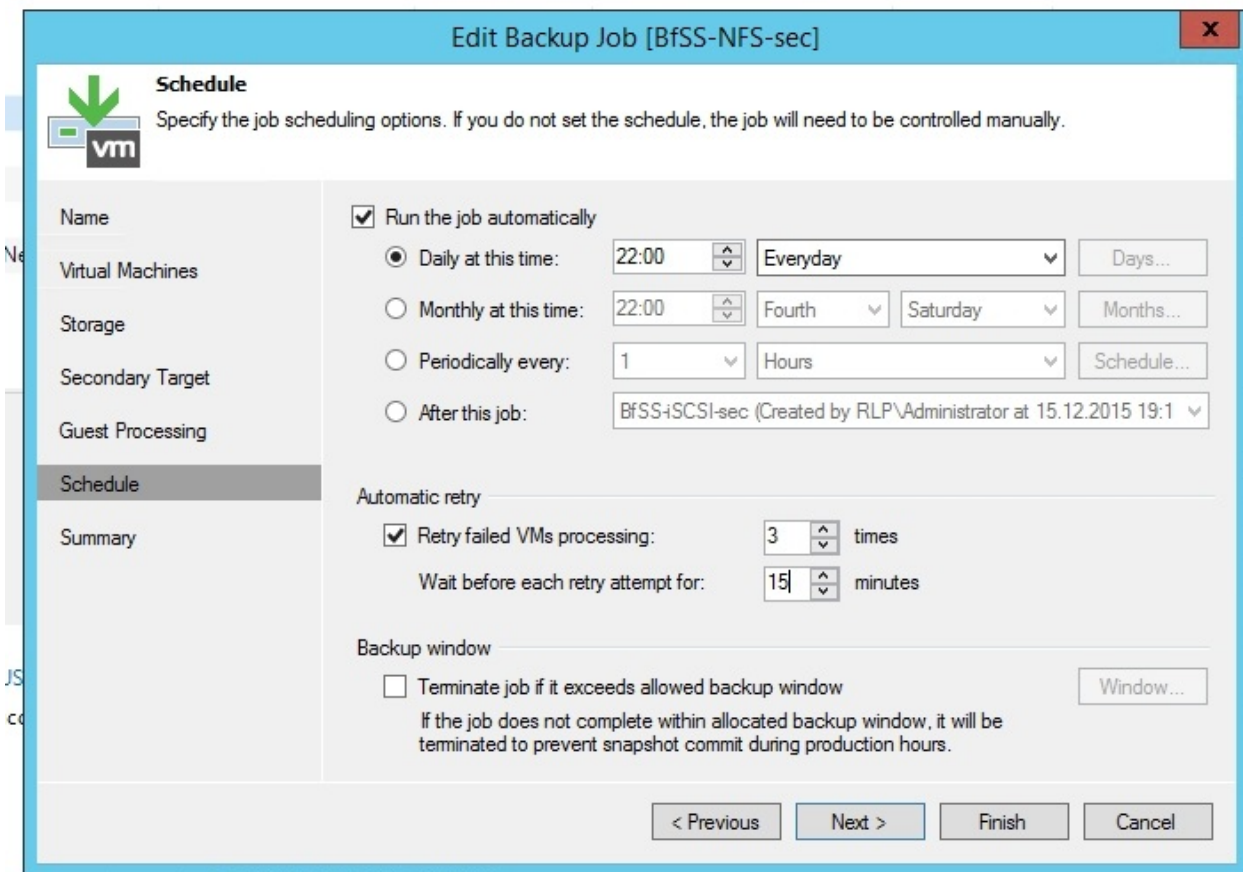 Edit Backup Job [BfSS-NFS-sec]
x
Schedule
Specify the job scheduling options. If you do not set the schedule, the job will need to be controlled manually.
vm
Name
Virtual Machines
Storage
Secondary Target
Guest Processing
Schedule
Summary
Run the job automatically
Daily at this time: 22:00 Everyday Days...
Monthly at this time: 22:00 Fourth Saturday Months...
Periodically every: 1 Hours Schedule...
After this job: BfSS-iSCSI-sec (Created by RLP\Administrator at 15.12.2015 19:1
Automatic retry
Retry failed VMs processing: 3 times
Wait before each retry attempt for: 15 minutes
Backup window
Terminate job if it exceeds allowed backup window Window...
If the job does not complete within allocated backup window, it will be
terminated to prevent snapshot commit during production hours.
< Previous Next > Finish Cancel